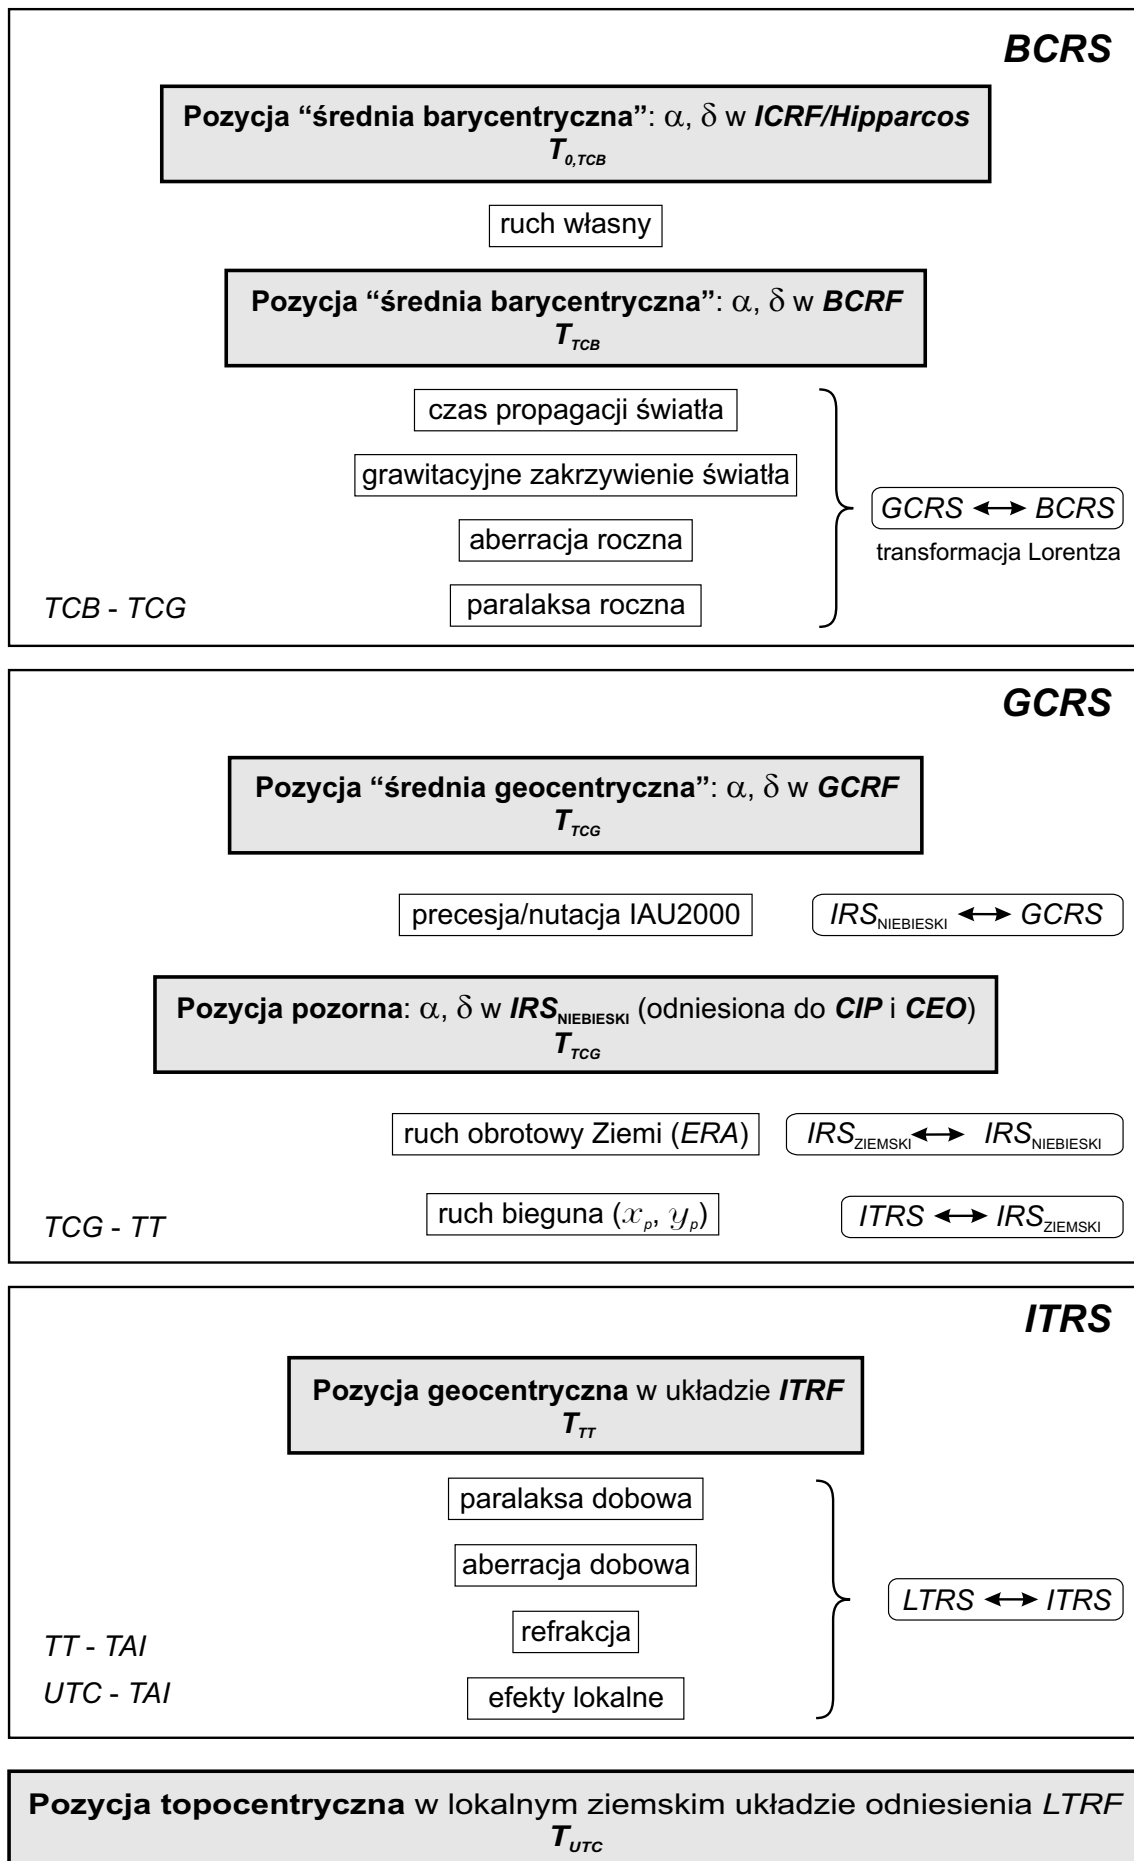 BCRS
Pozycja “średnia barycentryczna”: α, δ w ICRF/Hipparcos
T0,TCB
ruch własny
Pozycja “średnia barycentryczna”: α, δ w BCRF
TTCB
czas propagacji światła
grawitacyjne zakrzywienie światła
GCRS ↔ BCRS
aberracja roczna
transformacja Lorentza
TCB - TCG
paralaksa roczna
GCRS
Pozycja “średnia geocentryczna”: α, δ w GCRF
TTCG
precesja/nutacja IAU2000
IRSNIEBIESKI ↔ GCRS
Pozycja pozorna: α, δ w IRSNIEBIESKI (odniesiona do CIP i CEO)
TTCG
ruch obrotowy Ziemi (ERA)
IRSZIEMSKI ↔ IRSNIEBIESKI
TCG - TT
ruch bieguna (xp, yp)
ITRS ↔ IRSZIEMSKI
ITRS
Pozycja geocentryczna w układzie ITRF
TTT
paralaksa dobowa
aberracja dobowa
LTRS ↔ ITRS
refrakcja
TT - TAI
UTC - TAI
efekty lokalne
Pozycja topocentryczna w lokalnym ziemskim układzie odniesienia LTRF
TUTC